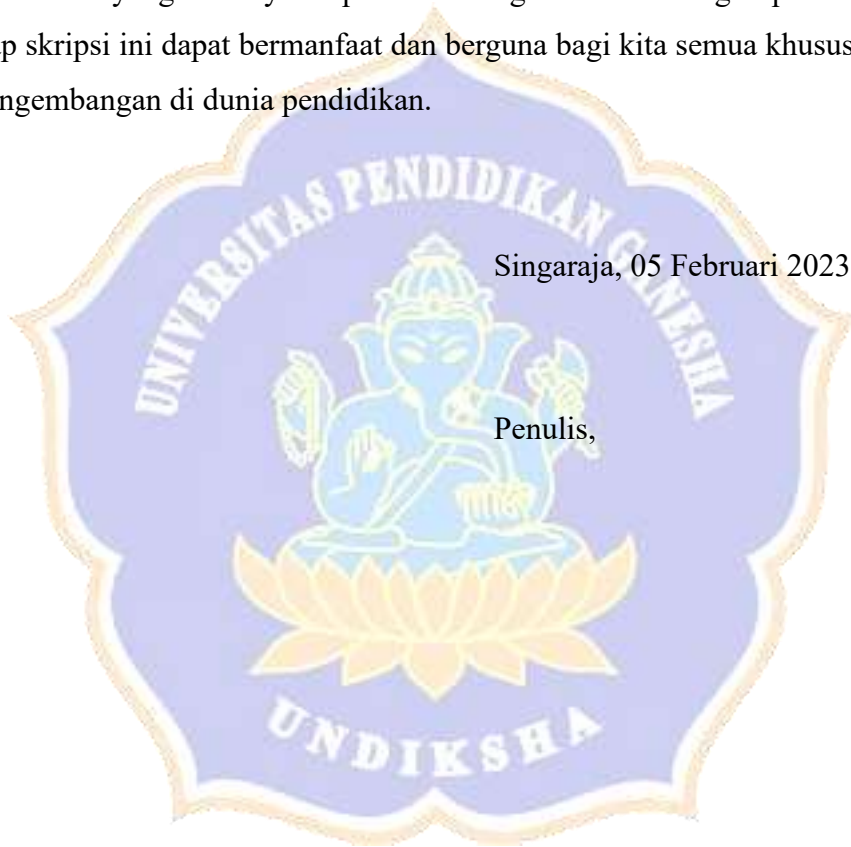 ap skripsi ini dapat bermanfaat dan berguna bagi kita semua khusus
ngembangan di dunia pendidikan.
UNIVERSITAS PENDIDIKAN GANESHA
Singaraja, 05 Februari 2023
Penulis,
UNDIKSHA